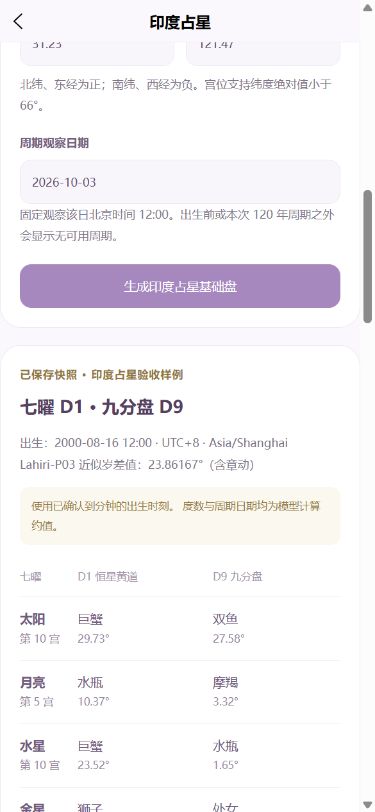 印度占星
31.23 121.47
北纬、东经为正；南纬、西经为负。宫位支持纬度绝对值小于
66°。
周期观察日期
2026-10-03
固定观察该日北京时间 12:00。出生前或本次 120 年周期之外
会显示无可用周期。
生成印度占星基础盘
已保存快照 · 印度占星验收样例
七曜 D1 · 九分盘 D9
出生：2000-08-16 12:00 · UTC+8 · Asia/Shanghai
Lahiri-P03 近似岁差值：23.86167°（含章动）
使用已确认到分钟的出生时刻。 度数与周期日期均为模型计算
约值。
七曜 D1 恒星黄道 D9 九分盘
太阳 巨蟹 双鱼
第 10 宫 29.73° 27.58°
月亮 水瓶 摩羯
第 5 宫 10.37° 3.32°
水星 巨蟹 水瓶
第 10 宫 23.52° 1.65°
金星 狮子 处女